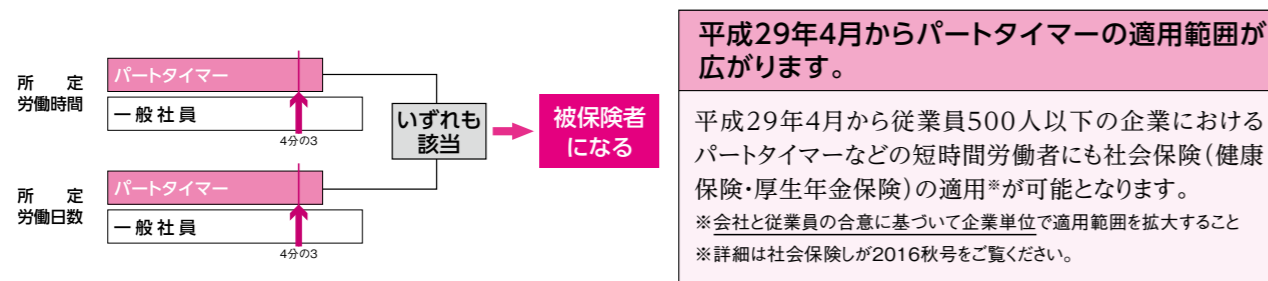 所定
労働時間
パートタイマー
一般社員
4分の3
所定
労働日数
パートタイマー
一般社員
4分の3
いずれも
該当
被保険者
になる
平成29年4月からパートタイマーの適用範囲が
広がります。
平成29年4月から従業員500人以下の企業における
パートタイマーなどの短時間労働者にも社会保険(健康
保険・厚生年金保険)の適用※が可能となります。
※会社と従業員の合意に基づいて企業単位で適用範囲を拡大すること
※詳細は社会保険しが2016秋号をご覧ください。